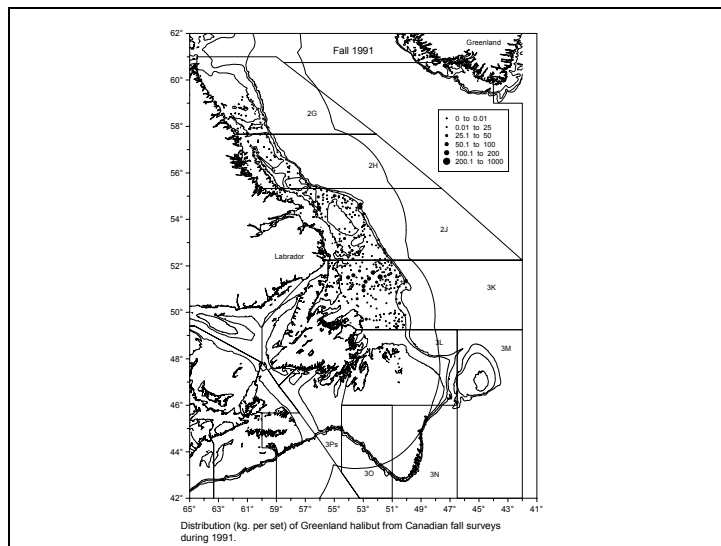 Fall 1991
Greenland
62°
60°
58°
56°
54°
52°
50°
48°
46°
44°
42°
2G
2H
2J
3K
3L
3M
3Ps
3O
3N
Labrador
0 to 0.01
0.01 to 25
25.1 to 50
50.1 to 100
100.1 to 200
200.1 to 1000
65° 63° 61° 59° 57° 55° 53° 51° 49° 47° 45° 43° 41°
Distribution (kg. per set) of Greenland halibut from Canadian fall surveys
during 1991.